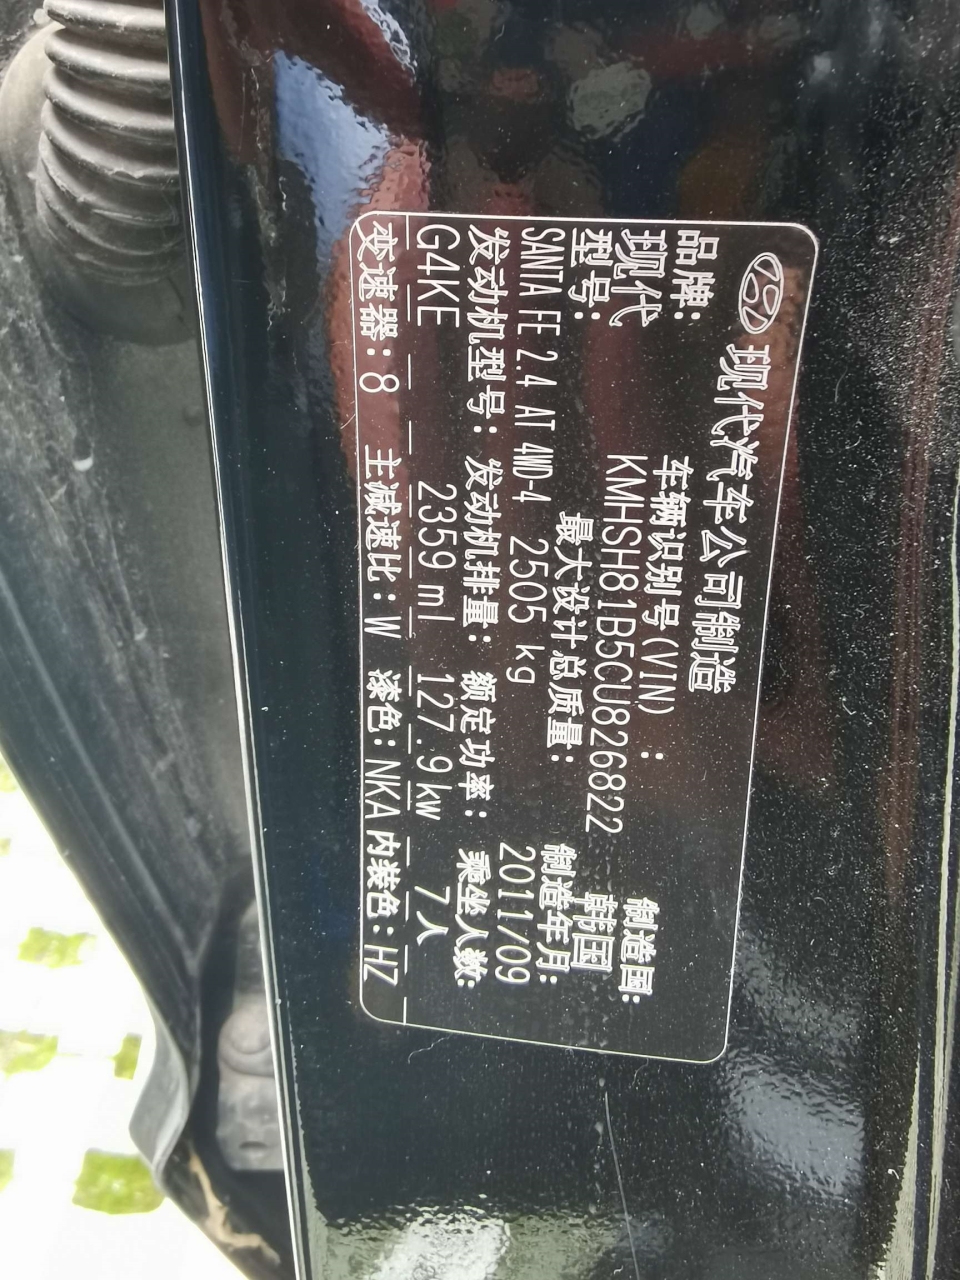 现代汽车公司制造
品牌: 车辆识别号(VIN): 制造国:
现代 KMHSH81B5CU826822 韩国
型号: 最大设计总质量: 制造年月:
SANTA FE 2.4 AT 4WD-4 2505 kg 2011/09
发动机型号: 发动机排量: 额定功率: 乘坐人数:
G4KE 2359 ml 127.9kw 7人
变速器: 8 主减速比: W 漆色: NKA 内装色: HZ